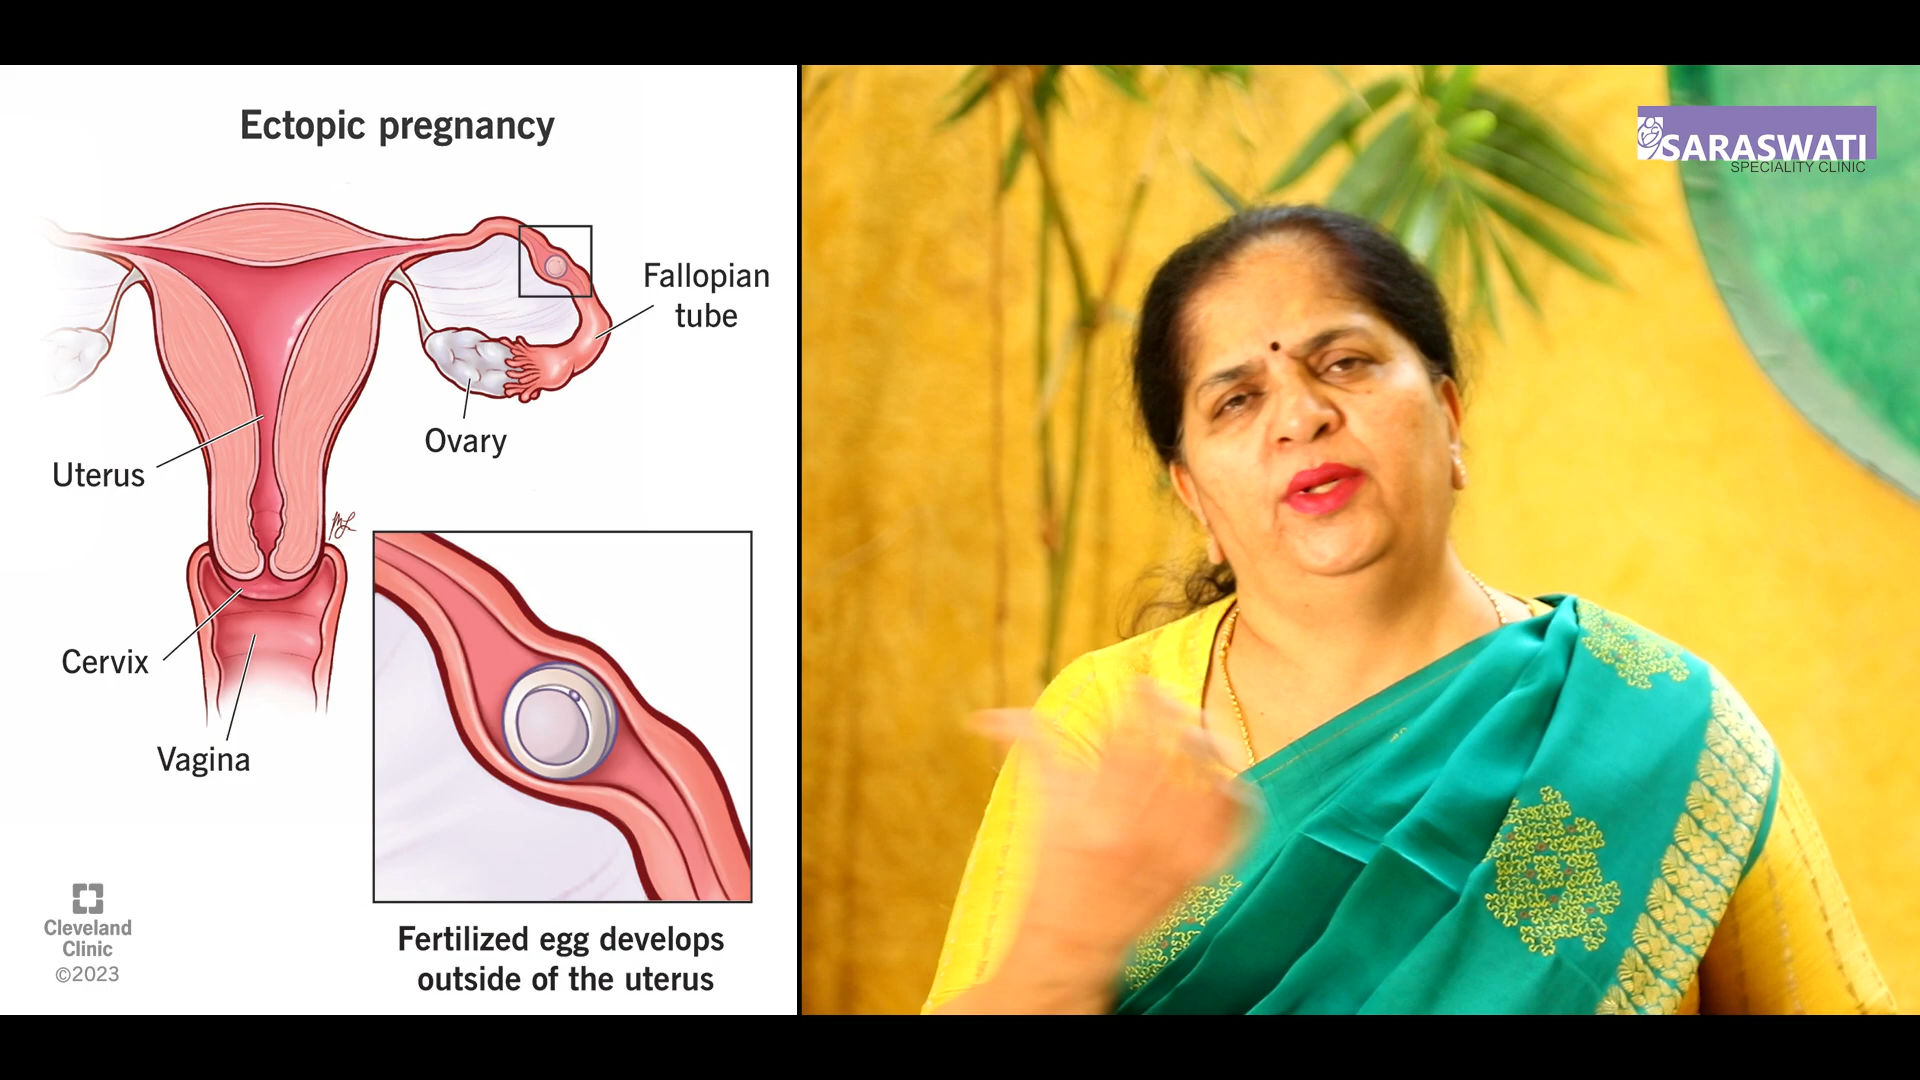 Ectopic pregnancy
Fallopian
tube
Ovary
Uterus
Cervix
Vagina
Cleveland
Clinic
©2023
Fertilized egg develops
outside of the uterus
SARASWATI
SPECIALITY CLINIC